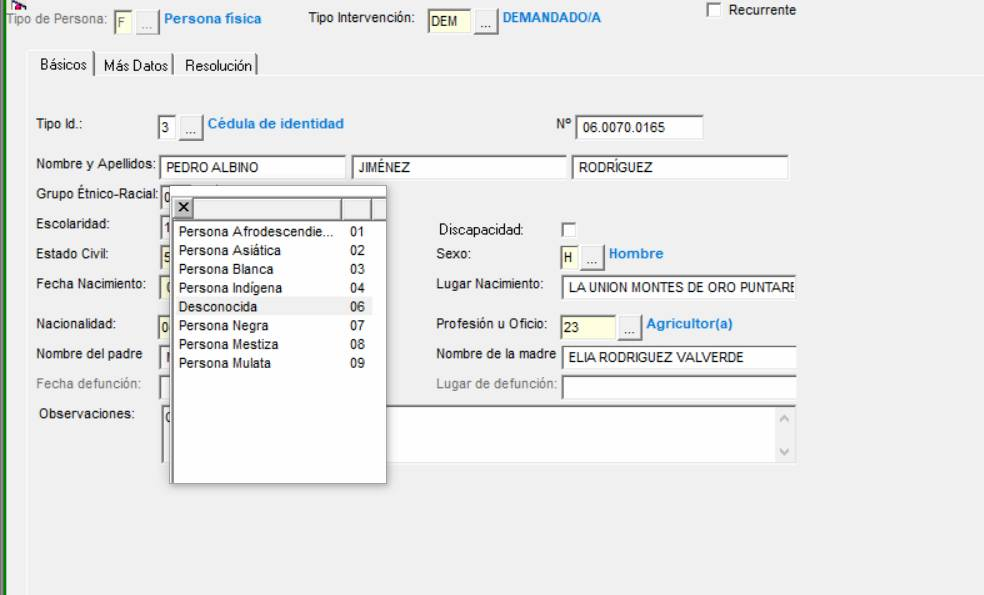 Tipo de Persona: F ... Persona física Tipo Intervención: DEM ... DEMANDADO/A Recurrente
Básicos Más Datos Resolución
Tipo Id.: 3 ... Cédula de identidad Nº 06.0070.0165
Nombre y Apellidos: PEDRO ALBINO JIMÉNEZ RODRÍGUEZ
Grupo Étnico-Racial:
Escolaridad: Discapacidad:
Estado Civil: 5 Sexo: H ... Hombre
Fecha Nacimiento: Lugar Nacimiento: LA UNION MONTES DE ORO PUNTARE
Nacionalidad: Profesión u Oficio: 23 ... Agricultor(a)
Nombre del padre Nombre de la madre ELIA RODRIGUEZ VALVERDE
Fecha defunción: Lugar de defunción:
Observaciones:
Persona Afrodescendie... 01
Persona Asiática 02
Persona Blanca 03
Persona Indígena 04
Desconocida 06
Persona Negra 07
Persona Mestiza 08
Persona Mulata 09